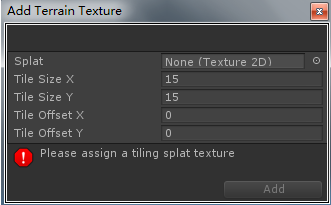 Add Terrain Texture
Splat None (Texture 2D)
Tile Size X 15
Tile Size Y 15
Tile Offset X 0
Tile Offset Y 0
Please assign a tiling splat texture
Add